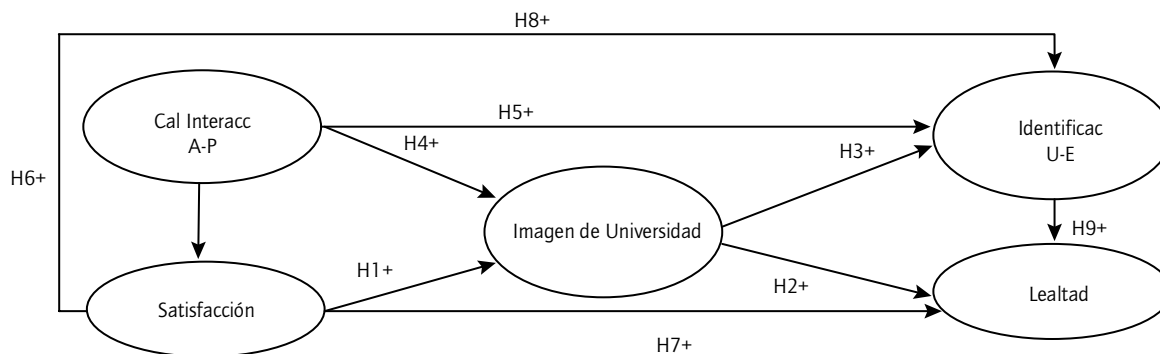 H8+
Cal Interacc
A-P
H5+
Identificac
U-E
H4+
H3+
H6+
Imagen de Universidad
H9+
H1+
H2+
Satisfacción
Lealtad
H7+